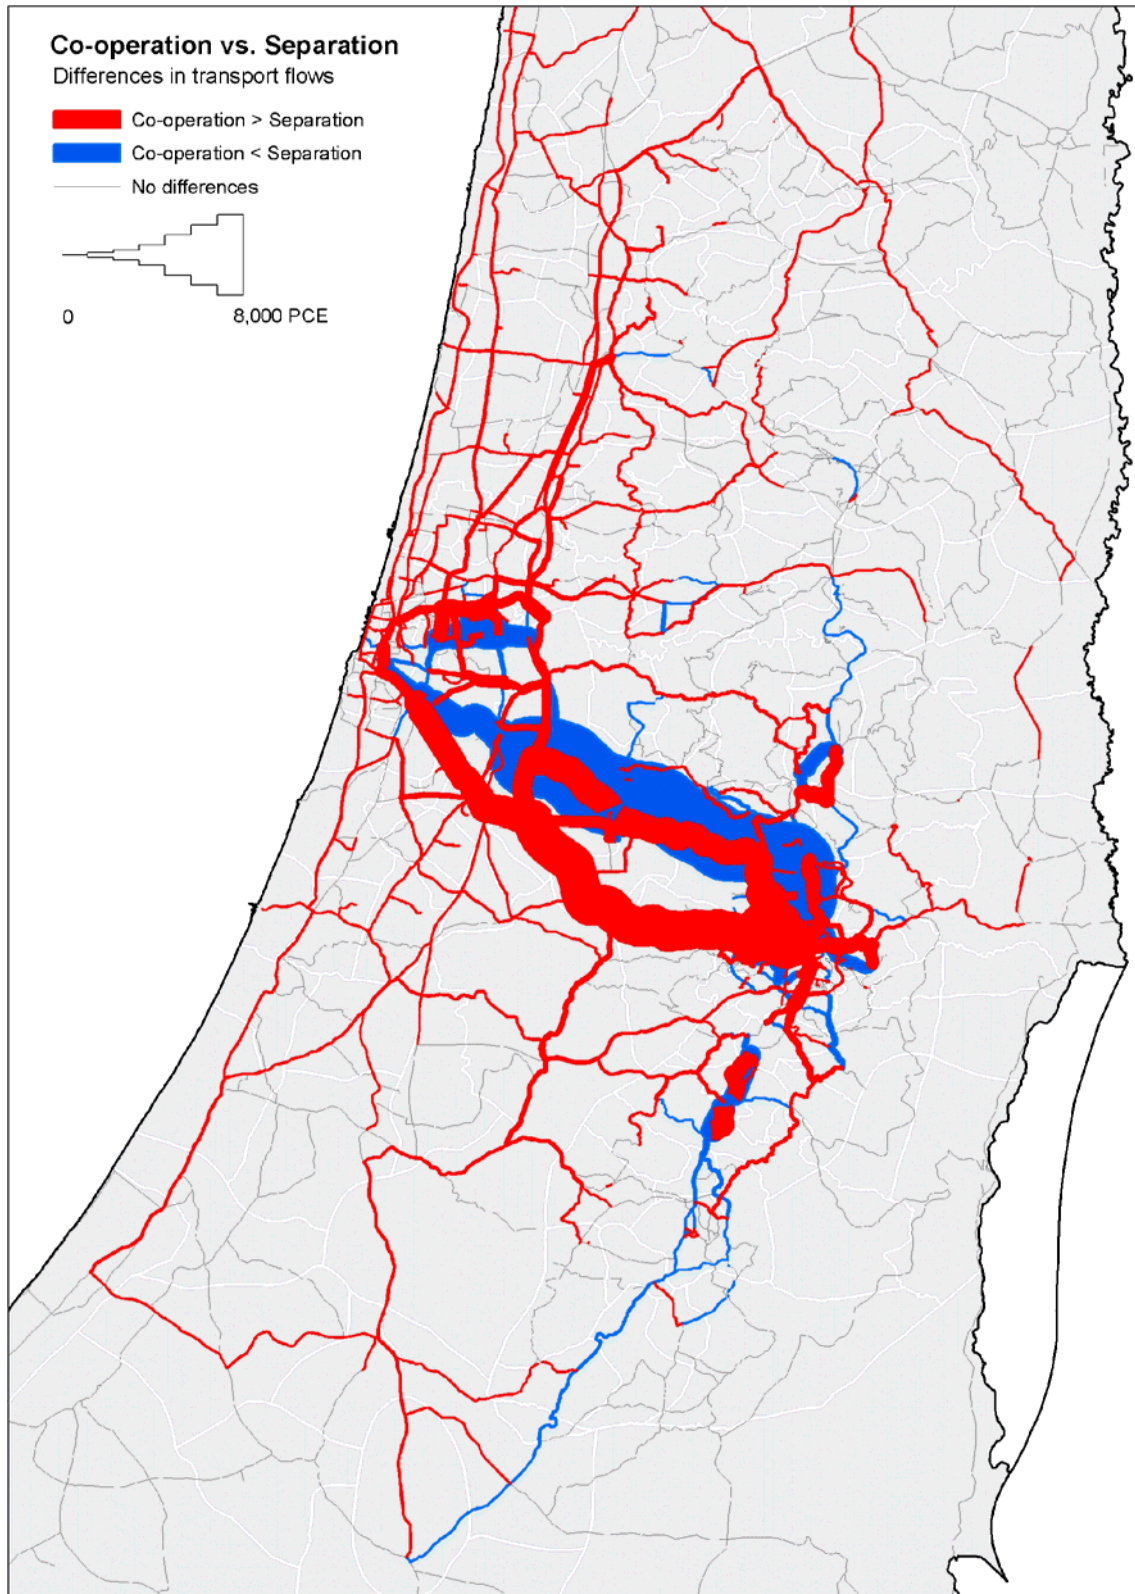 Co-operation vs. Separation
Differences in transport flows
Co-operation > Separation
Co-operation < Separation
No differences
0 8,000 PCE